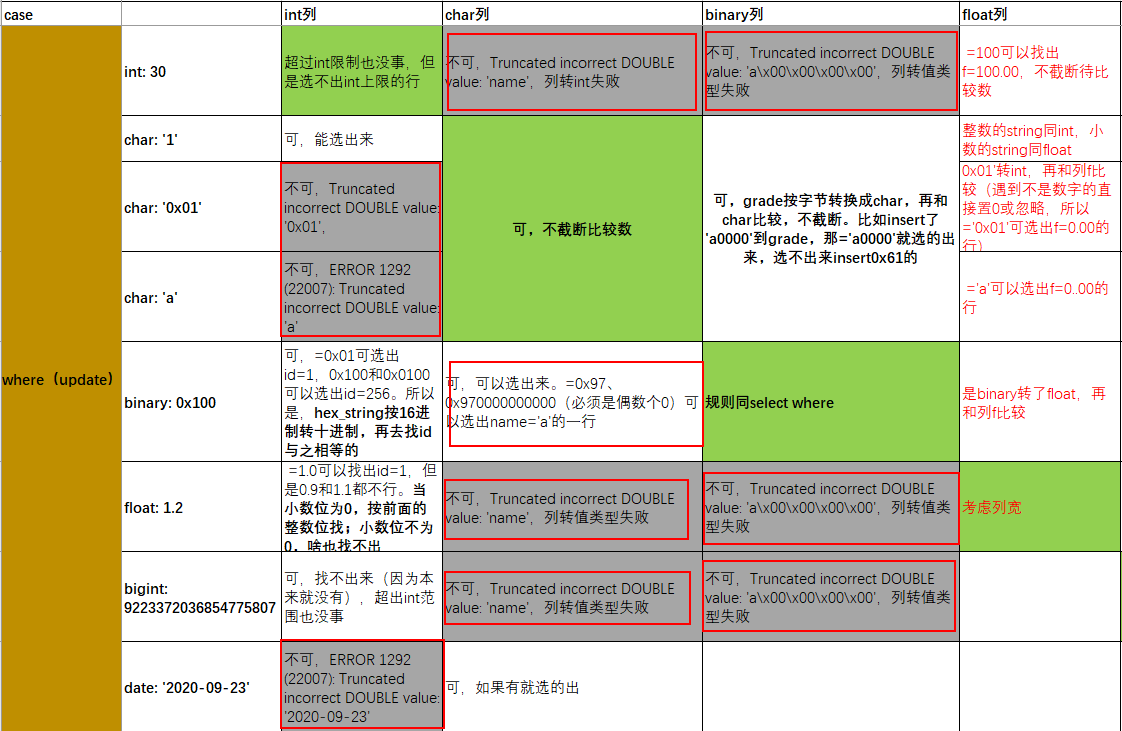 case
int列
char列
binary列
float列
where（update）
int: 30
超过int限制也没事，但
是选不出int上限的行
不可，Truncated incorrect DOUBLE
value: 'name'，列转int失败
不可，Truncated incorrect DOUBLE
value: 'a\x00\x00\x00\x00'，列转值类
型失败
=100可以找出
f=100.00，不截断待比
较数
char: '1'
可，能选出来
可，不截断比较数
可，grade按字节转换成char，再和
char比较，不截断。比如insert了
'a0000'到grade，那='a0000'就选的出
来，选不出来insert0x61的
整数的string同int，小
数的string同float
char: '0x01'
不可，Truncated
incorrect DOUBLE value:
'0x01',
0x01'转int，再和列f比
较（遇到不是数字的直
接置0或忽略，所以
='0x01'可选出f=0.00的
行）
char: 'a'
不可，ERROR 1292
(22007): Truncated
incorrect DOUBLE value:
'a'
='a'可以选出f=0..00的
行
binary: 0x100
可，=0x01可选出
id=1，0x100和0x0100
可以选出id=256。所以
是，hex_string按16进
制转十进制，再去找id
与之相等的
可，可以选出来。=0x97、
0x970000000000（必须是偶数个0）可
以选出name='a'的一行
规则同select where
是binary转了float，再
和列f比较
float: 1.2
=1.0可以找出id=1，但
是0.9和1.1都不行。当
小数位为0，按前面的
整数位找；小数位不为
0，啥也找不出
不可，Truncated incorrect DOUBLE
value: 'name'，列转值类型失败
不可，Truncated incorrect DOUBLE
value: 'a\x00\x00\x00\x00'，列转值类
型失败
考虑列宽
bigint:
9223372036854775807
可，找不出来（因为本
来就没有），超出int范
围也没事
不可，Truncated incorrect DOUBLE
value: 'name'，列转值类型失败
不可，Truncated incorrect DOUBLE
value: 'a\x00\x00\x00\x00'，列转值类
型失败
date: '2020-09-23'
不可，ERROR 1292
(22007): Truncated
incorrect DOUBLE value:
'2020-09-23'
可，如果有就选的出